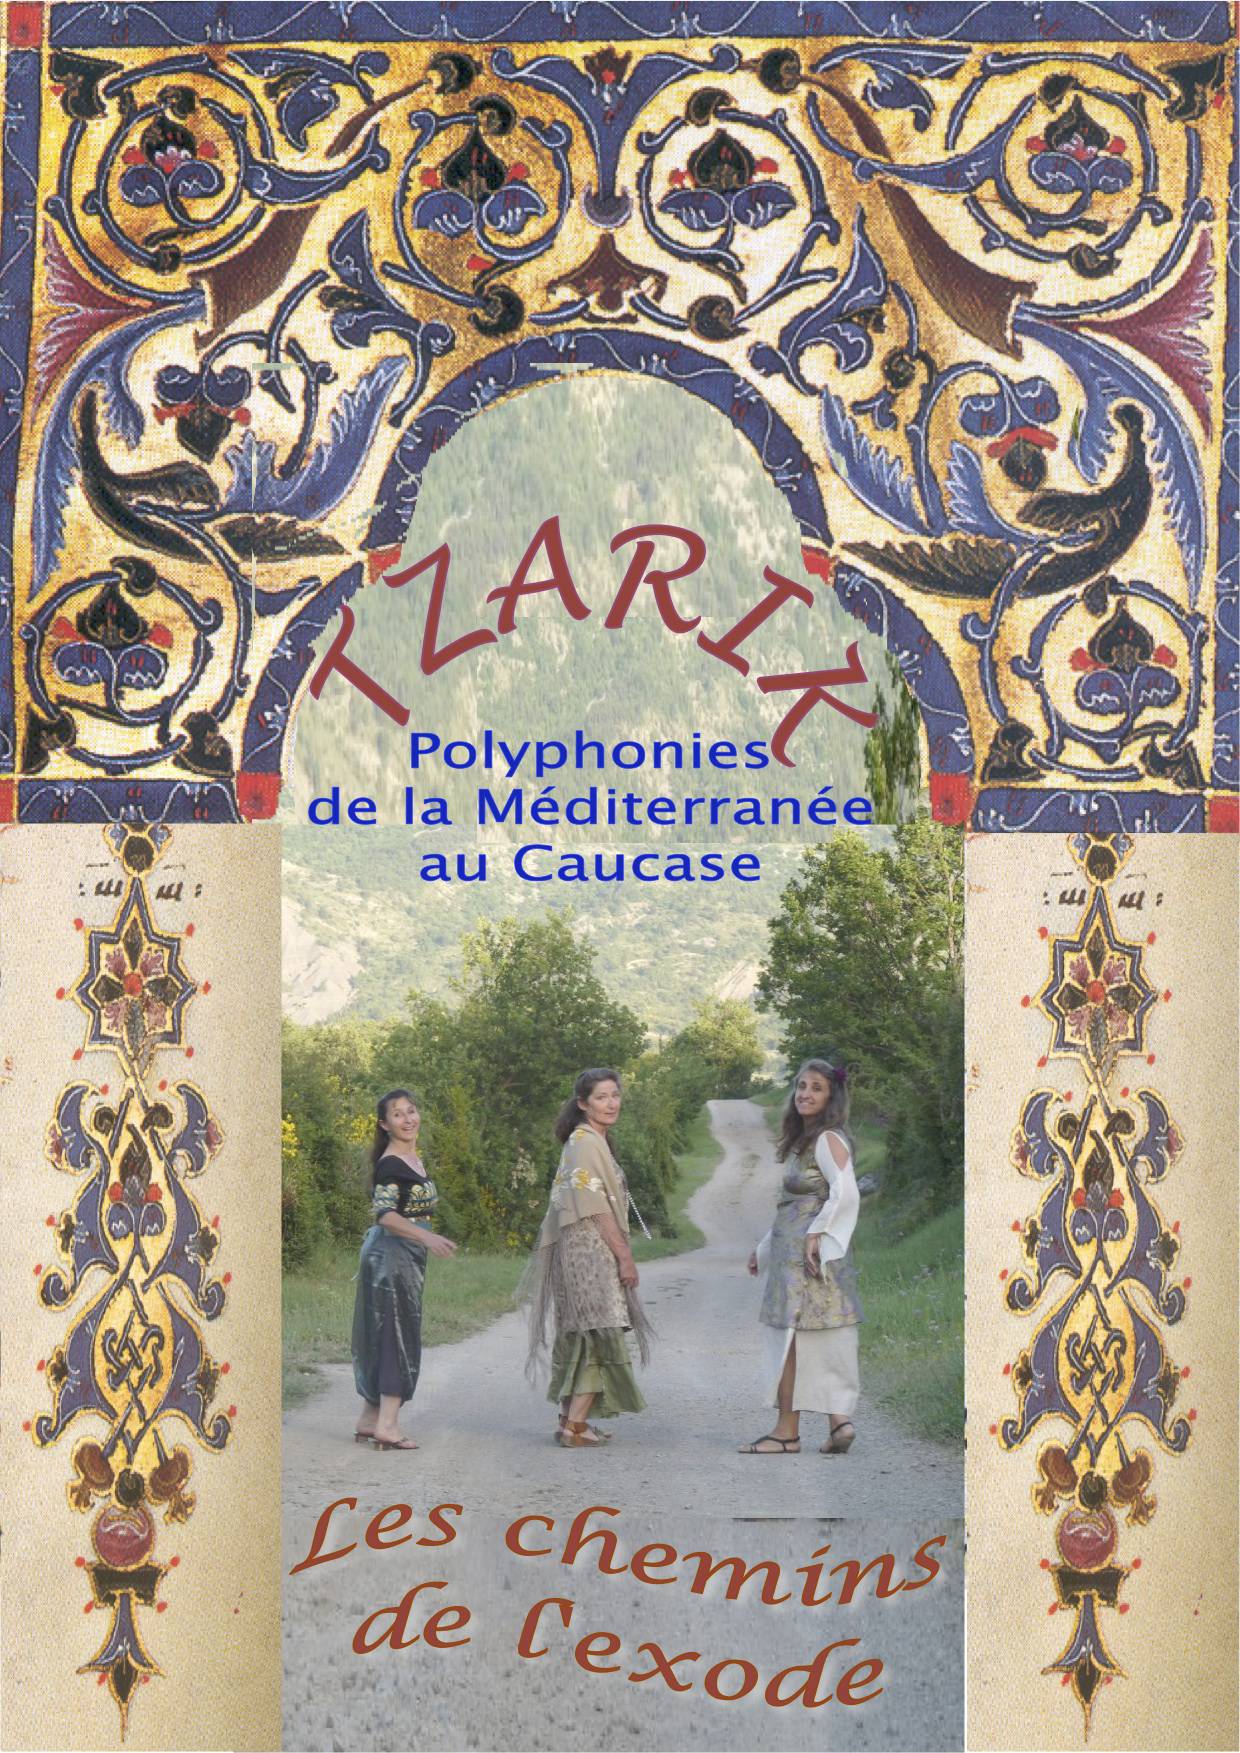 TZARIK
Polyphonies
de la Méditerranée
au Caucase
Les chemins
de l'exode